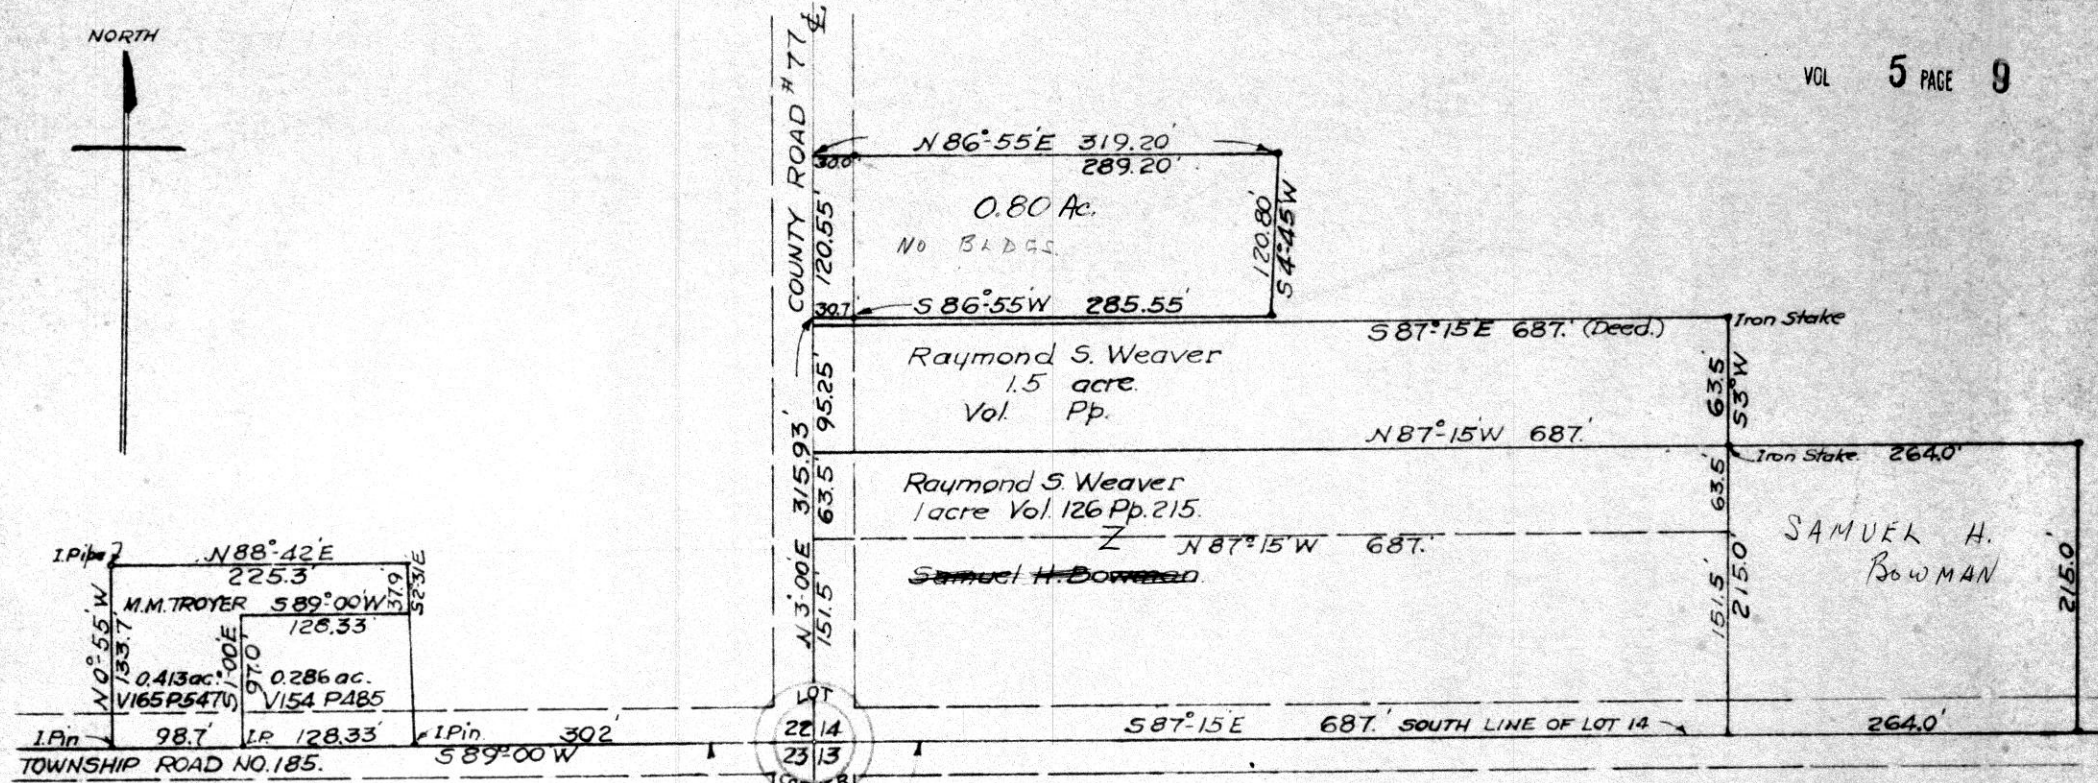 NORTH
VOL 5 PAGE 9
COUNTY ROAD # 77
℄
N 86°-55'E 319.20'
30.0'
289.20'
0.80 Ac.
NO BLDGS.
120.55'
120.80'
S 4°-45'W
30.7'
S 86°-55'W 285.55'
S 87°-15'E 687.' (Deed.)
Iron Stake
Raymond S. Weaver
1.5 acre.
Vol. Pp.
95.25'
63.5'
S3°W
N 87°-15'W 687.'
Iron Stake. 264.0'
N 3°-00'E 315.93'
63.5'
Raymond S. Weaver
1 acre Vol. 126 Pp. 215.
Z N 87°-15'W 687.'
Samuel H. Bowman.
63.5'
151.5'
151.5'
215.0'
SAMUEL H.
BOWMAN
215.0'
I.Pipe
N 88°-42'E
225.3'
M.M. TROYER S 89°-00'W
128.33'
37.9'
S2°31'E
N 0°-55'W
133.7'
S1°-00'E
97.0'
0.413 ac. 0.286 ac.
V165 P547 V154 P485
I.Pin 98.7' I.P. 128.33' I.Pin 302'
TOWNSHIP ROAD NO. 185.
S 89°-00'W
LOT
22 14
23 13
S 87°-15'E 687.' SOUTH LINE OF LOT 14
264.0'